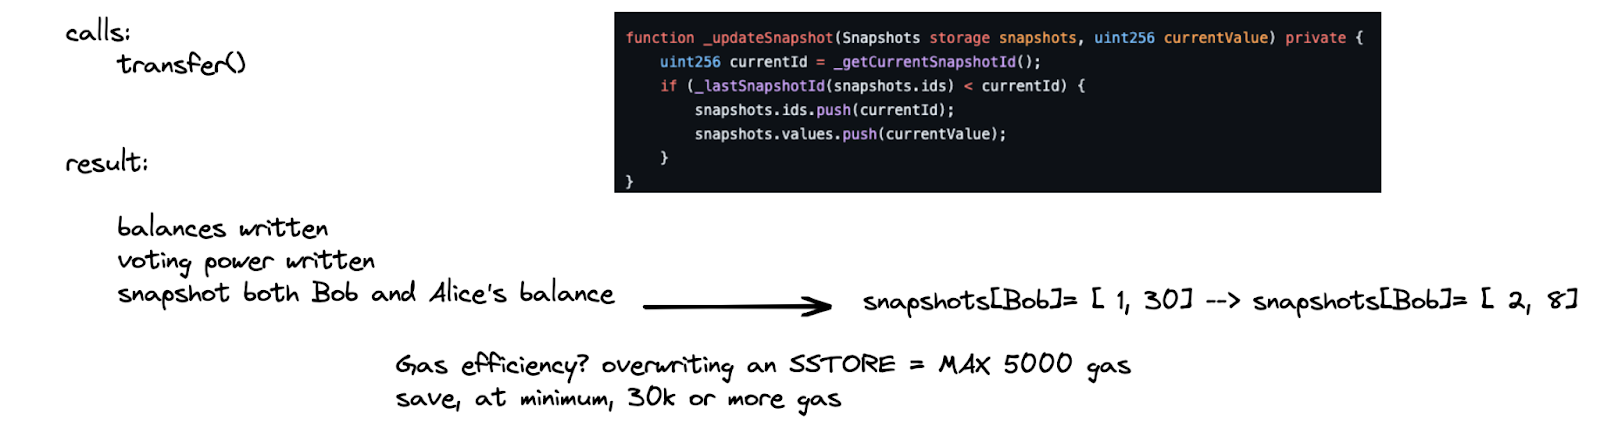 calls:
transfer()
function _updateSnapshot(Snapshots storage snapshots, uint256 currentValue) private {
uint256 currentId = _getCurrentSnapshotId();
if (_lastSnapshotId(snapshots.ids) < currentId) {
snapshots.ids.push(currentId);
snapshots.values.push(currentValue);
}
}
result:
balances written
voting power written
snapshot both Bob and Alice's balance
snapshots[Bob]= [ 1, 30] --> snapshots[Bob]= [ 2, 8]
Gas efficiency? overwriting an SSTORE = MAX 5000 gas
save, at minimum, 30k or more gas